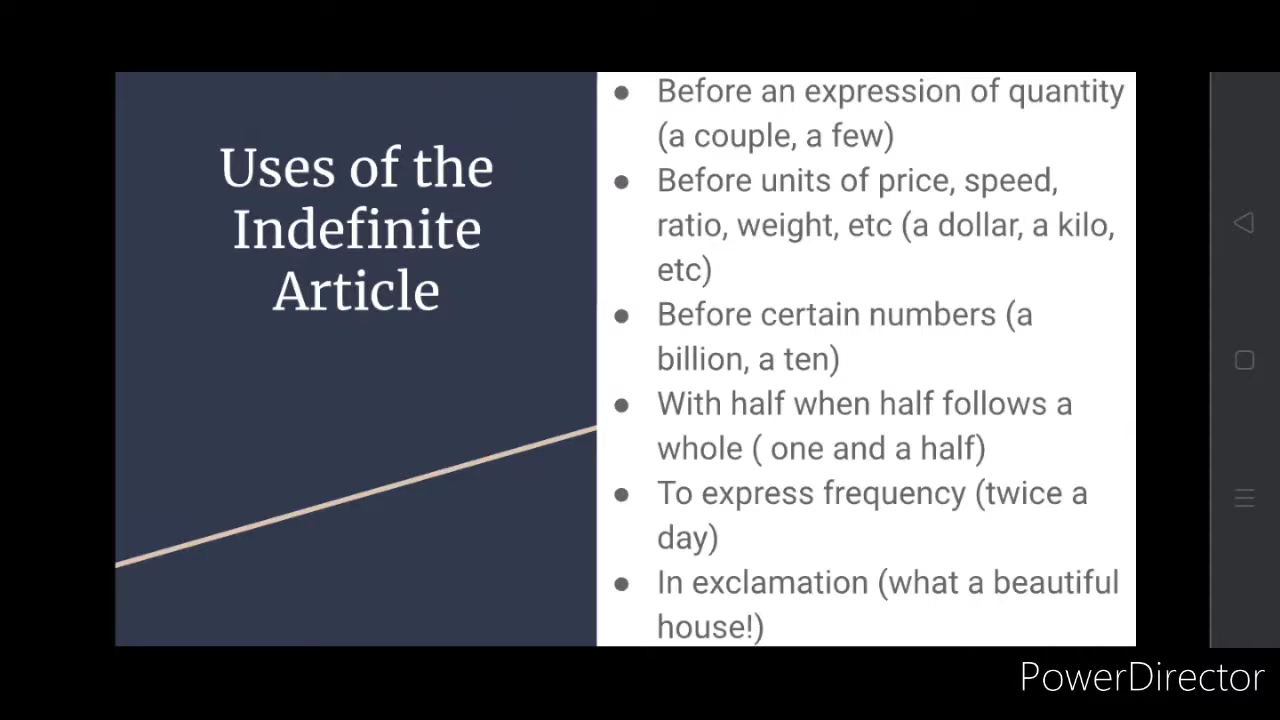 Uses of the
Indefinite
Article
● Before an expression of quantity
(a couple, a few)
● Before units of price, speed,
ratio, weight, etc (a dollar, a kilo,
etc)
● Before certain numbers (a
billion, a ten)
● With half when half follows a
whole ( one and a half)
● To express frequency (twice a
day)
● In exclamation (what a beautiful
house!)
PowerDirector